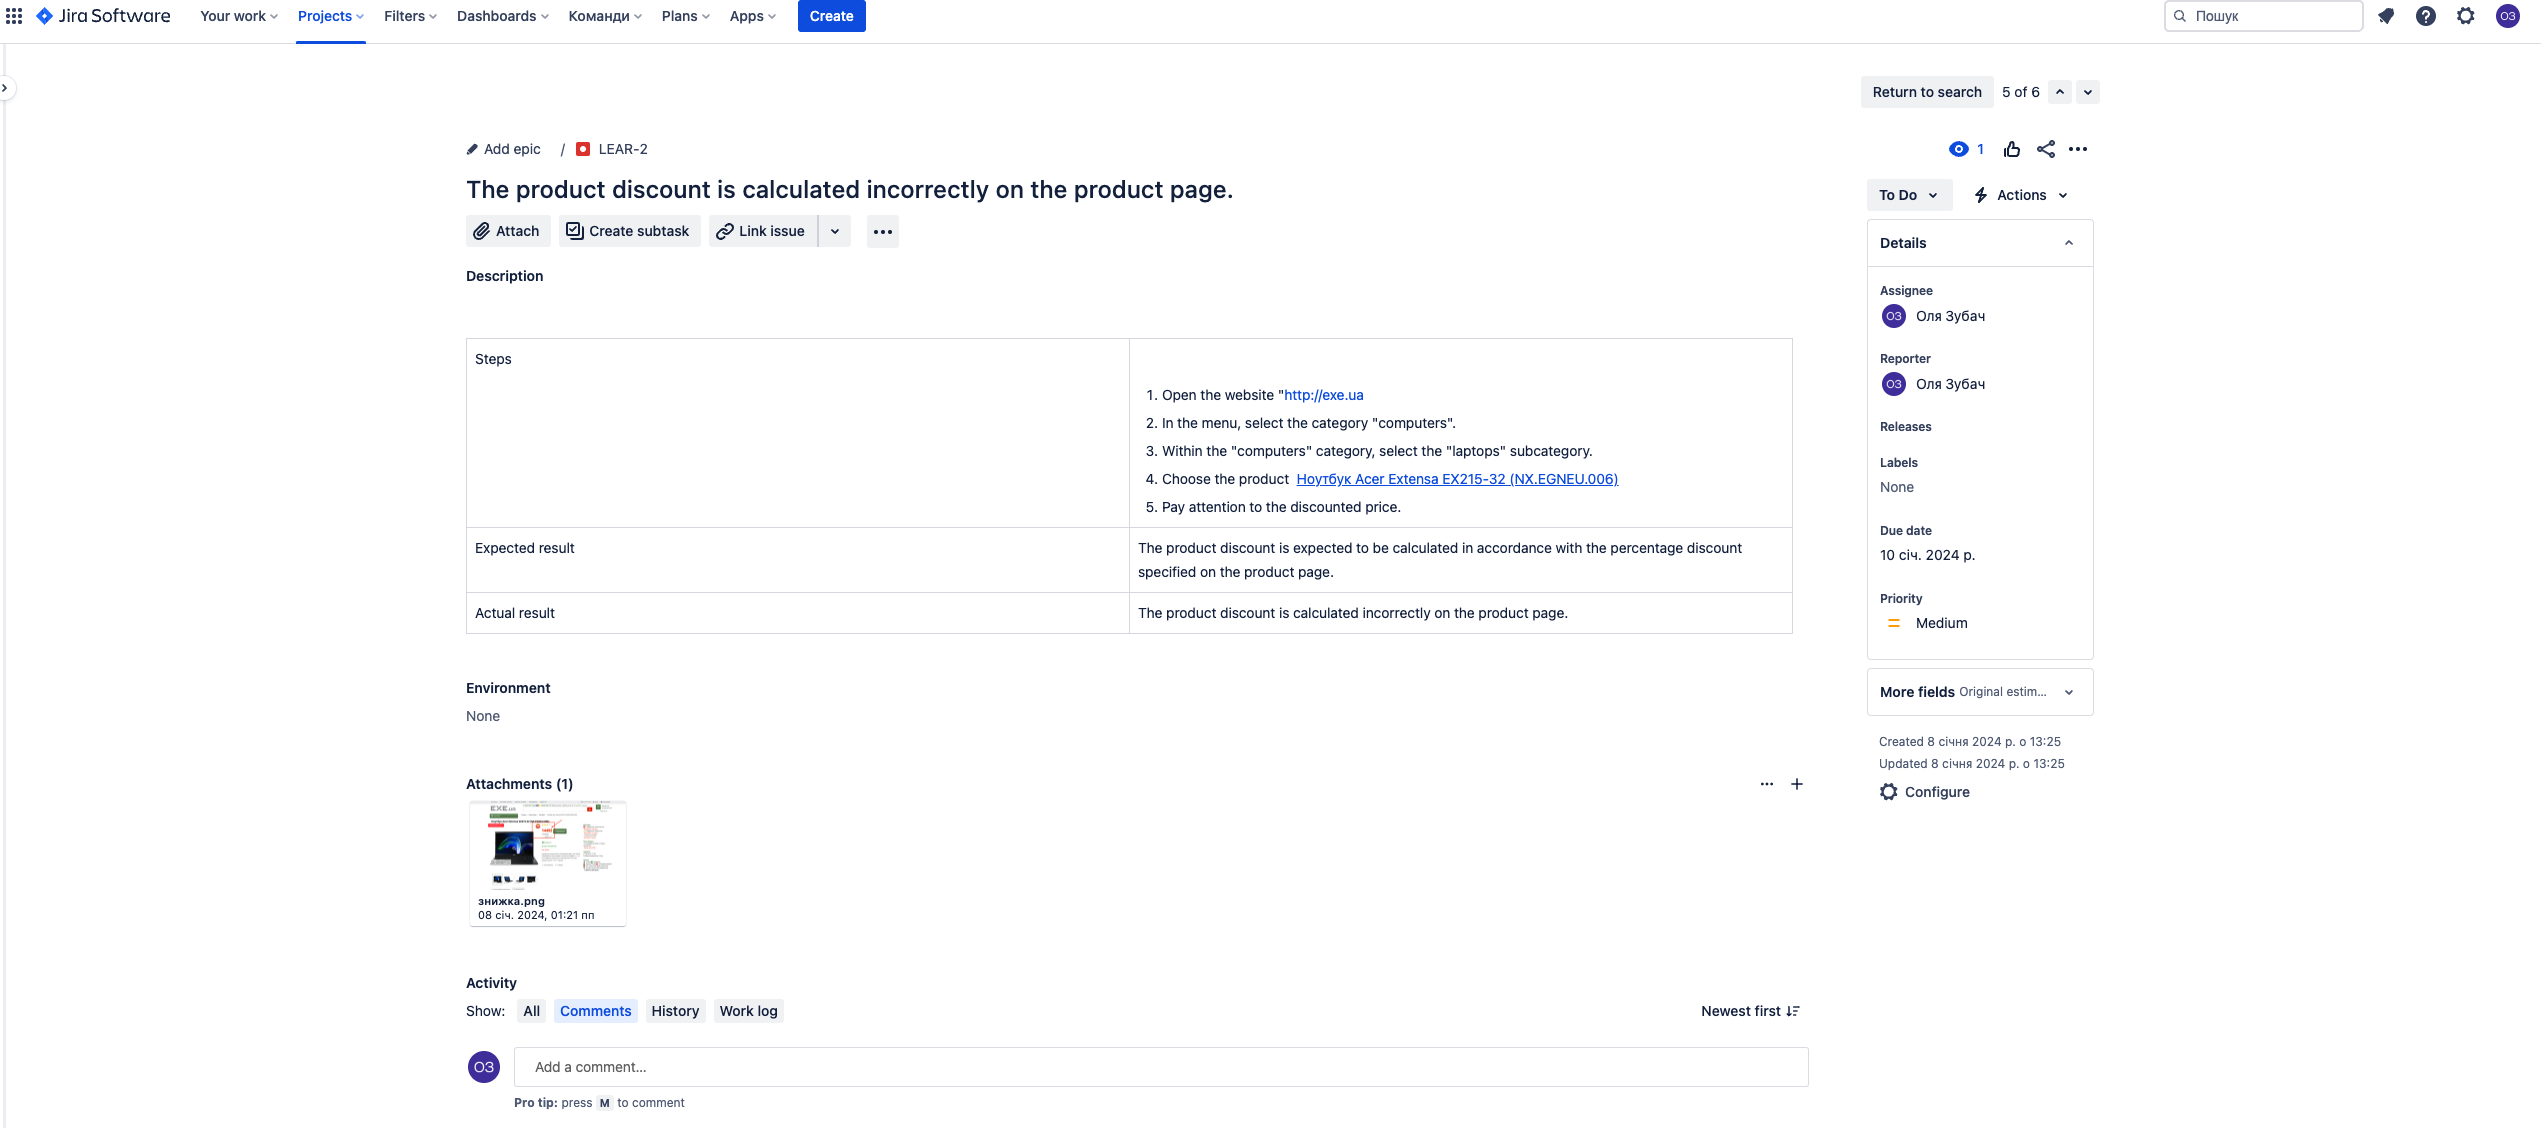 Jira Software Your work Projects Filters Dashboards Команди Plans Apps Create Пошук ОЗ
Return to search 5 of 6
Add epic / LEAR-2
1
The product discount is calculated incorrectly on the product page.
To Do Actions
Attach Create subtask Link issue
Description
Steps
1. Open the website "http://exe.ua
2. In the menu, select the category "computers".
3. Within the "computers" category, select the "laptops" subcategory.
4. Choose the product Ноутбук Acer Extensa EX215-32 (NX.EGNEU.006)
5. Pay attention to the discounted price.
Expected result
The product discount is expected to be calculated in accordance with the percentage discount
specified on the product page.
Actual result
The product discount is calculated incorrectly on the product page.
Environment
None
Attachments (1)
EXE.ua
знижка.png
08 січ. 2024, 01:21 пп
Activity
Show: All Comments History Work log
Newest first
ОЗ
Add a comment...
Pro tip: press M to comment
Details
Assignee
ОЗ Оля Зубач
Reporter
ОЗ Оля Зубач
Releases
Labels
None
Due date
10 січ. 2024 р.
Priority
Medium
More fields Original estim...
Created 8 січня 2024 р. о 13:25
Updated 8 січня 2024 р. о 13:25
Configure